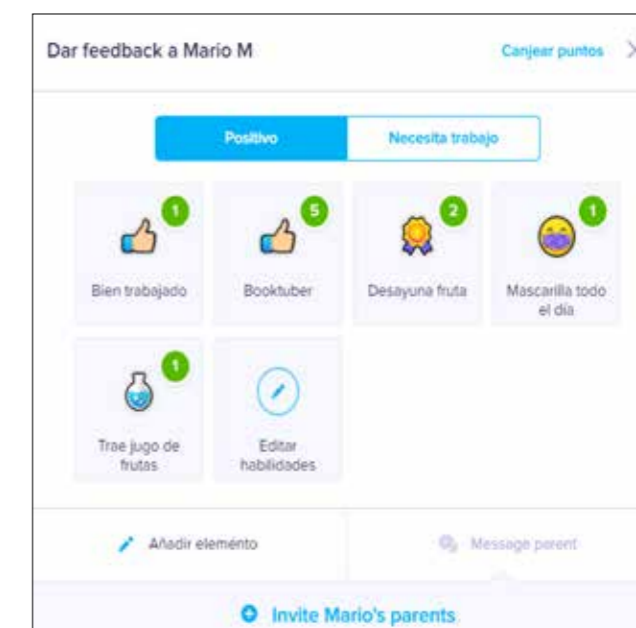 Dar feedback a Mario M
Canjear puntos
Positivo
Necesita trabajo
1
5
2
1
Bien trabajado
Booktuber
Desayuna fruta
Mascarilla todo
el día
1
Trae jugo de
frutas
Editar
habilidades
Añadir elemento
Message parent
Invite Mario's parents